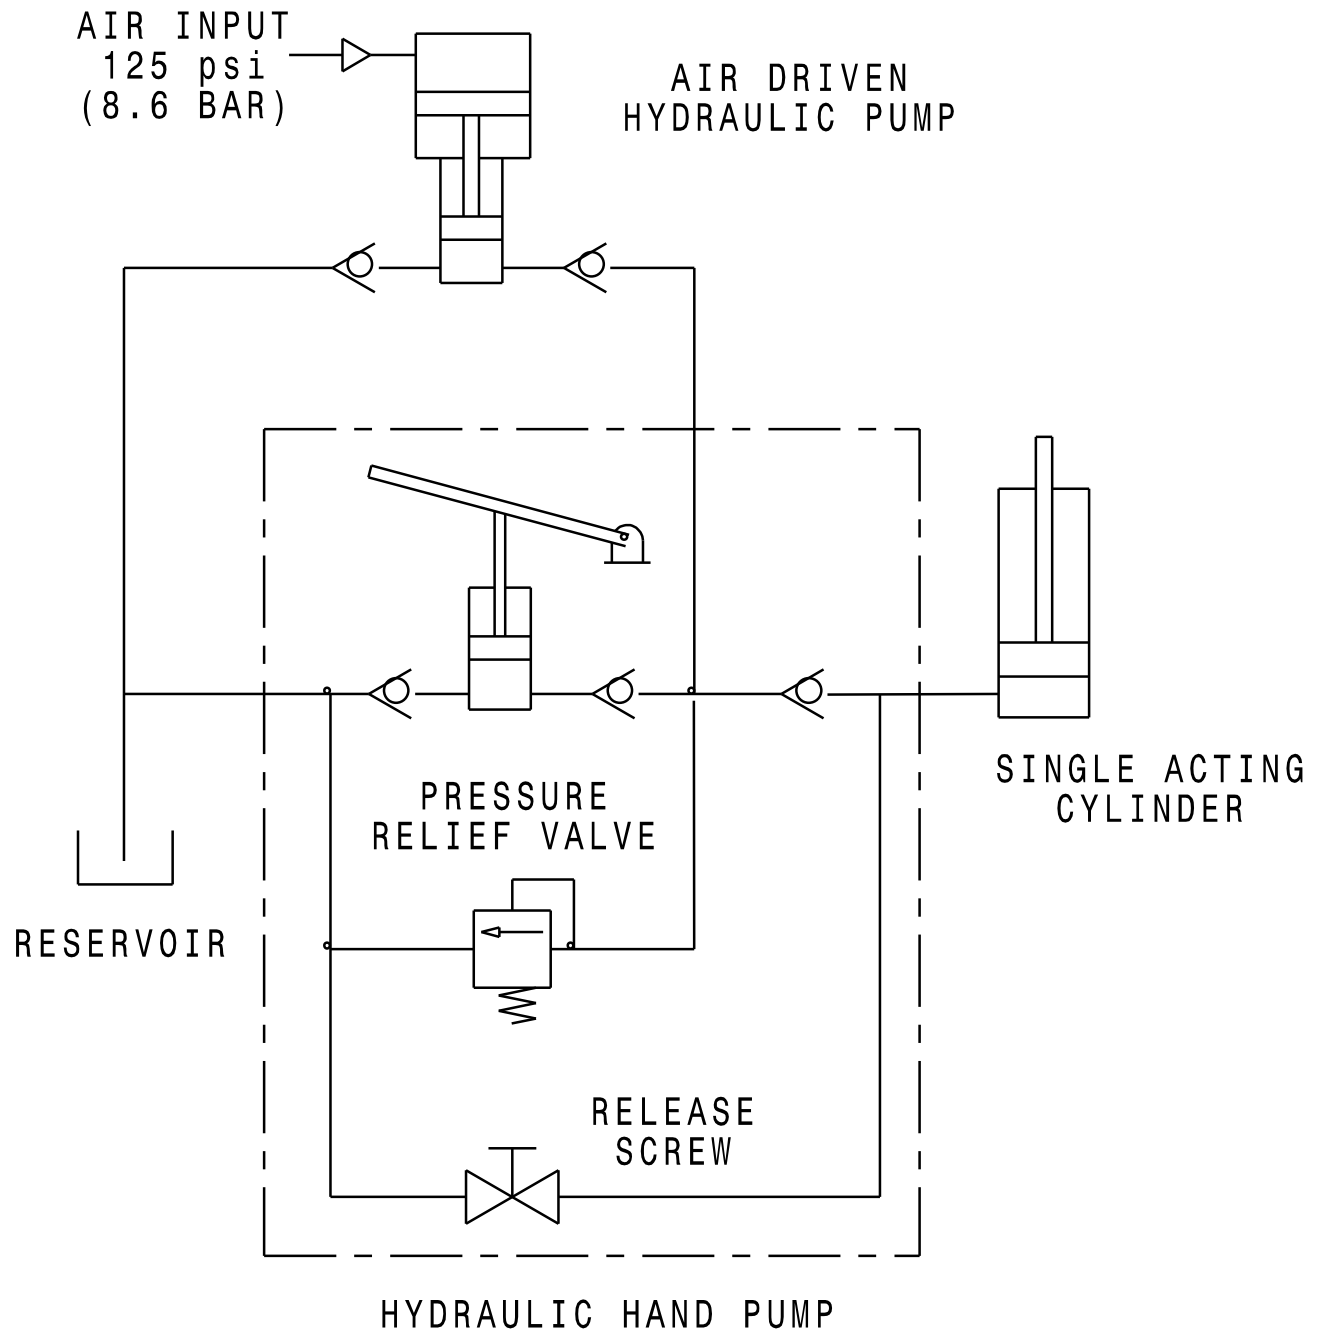 AIR INPUT
125 psi
(8.6 BAR)
AIR DRIVEN
HYDRAULIC PUMP
SINGLE ACTING
CYLINDER
PRESSURE
RELIEF VALVE
RESERVOIR
RELEASE
SCREW
HYDRAULIC HAND PUMP